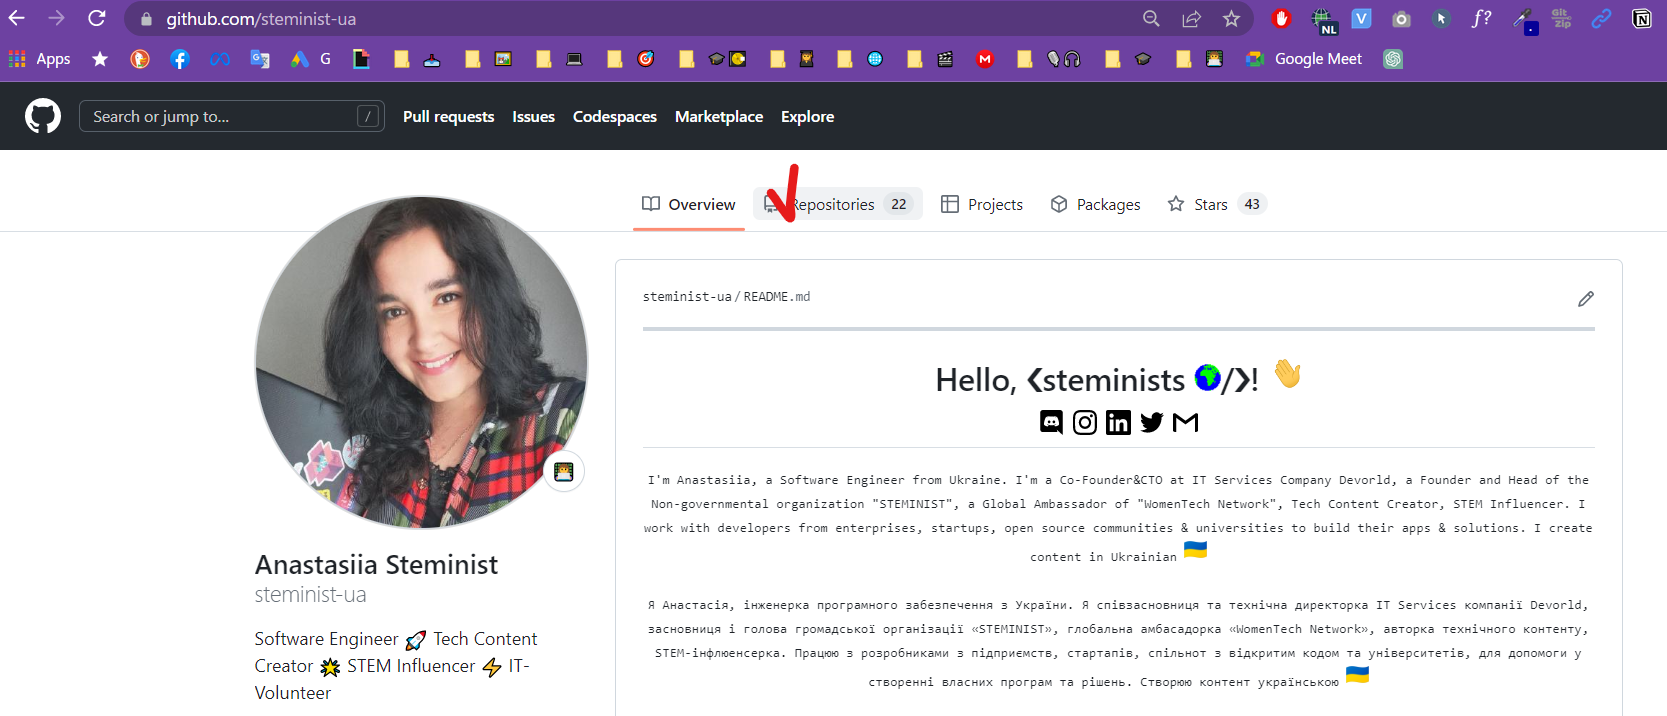 github.com/steminist-ua
NL
Apps
G
Google Meet
Search or jump to... /
Pull requests Issues Codespaces Marketplace Explore
Overview Repositories 22 Projects Packages Stars 43
steminist-ua/README.md
Hello, <steminists 🌍/>! 👋
I'm Anastasiia, a Software Engineer from Ukraine. I'm a Co-Founder&CTO at IT Services Company Devorld, a Founder and Head of the
Non-governmental organization "STEMINIST", a Global Ambassador of "WomenTech Network", Tech Content Creator, STEM Influencer. I
work with developers from enterprises, startups, open source communities & universities to build their apps & solutions. I create
content in Ukrainian 🇺🇦
Я Анастасія, інженерка програмного забезпечення з України. Я співзасновниця та технічна директорка IT Services компанії Devorld,
засновниця і голова громадської організації «STEMINIST», глобальна амбасадорка «WomenTech Network», авторка технічного контенту,
STEM-інфлюенсерка. Працюю з розробниками з підприємств, стартапів, спільнот з відкритим кодом та університетів, для допомоги у
створенні власних програм та рішень. Створюю контент українською 🇺🇦
Anastasiia Steminist
steminist-ua
Software Engineer 🚀 Tech Content
Creator 🌟 STEM Influencer ⚡ IT-
Volunteer